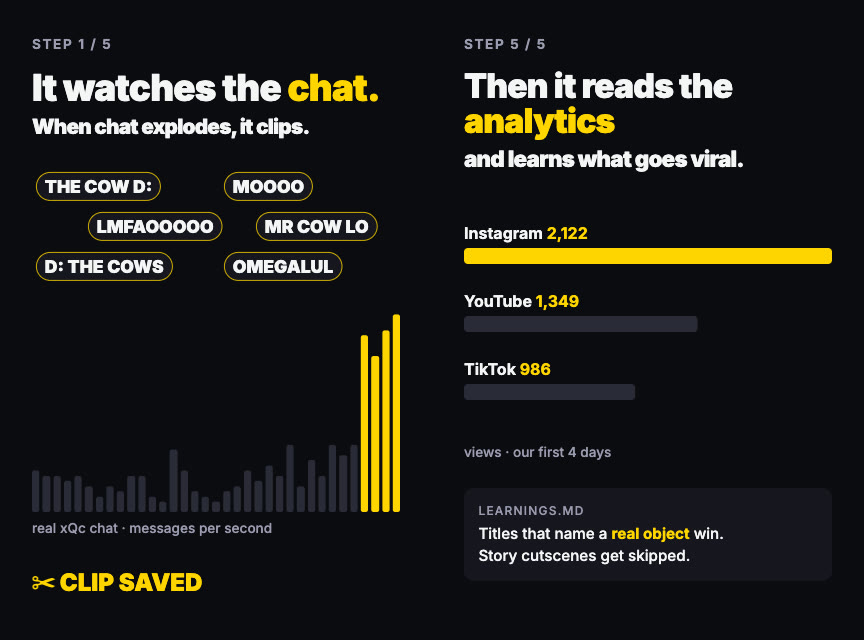 STEP 1 / 5
It watches the chat.
When chat explodes, it clips.
THE COW D:
MOOOO
LMFAOOOOO
MR COW LO
D: THE COWS
OMEGALUL
real xQc chat · messages per second
✂ CLIP SAVED
STEP 5 / 5
Then it reads the
analytics
and learns what goes viral.
Instagram 2,122
YouTube 1,349
TikTok 986
views · our first 4 days
LEARNINGS.MD
Titles that name a real object win.
Story cutscenes get skipped.